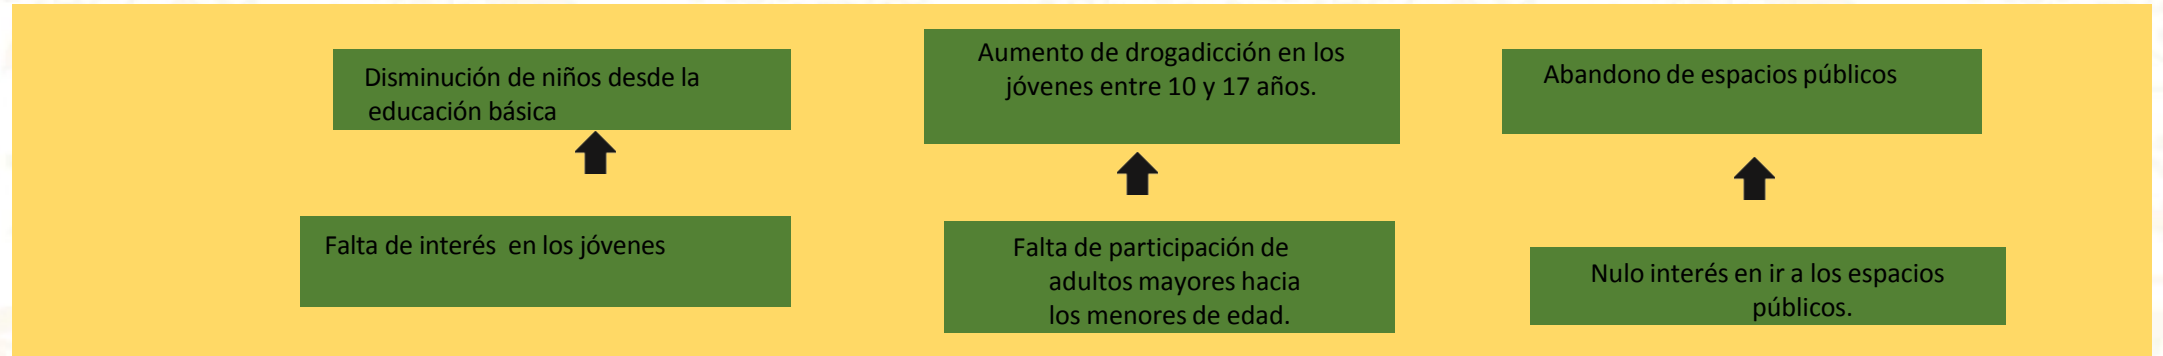 Disminución de niños desde la
educación básica
Aumento de drogadicción en los
jóvenes entre 10 y 17 años.
Abandono de espacios públicos
Falta de interés en los jóvenes
Falta de participación de
adultos mayores hacia
los menores de edad.
Nulo interés en ir a los espacios
públicos.